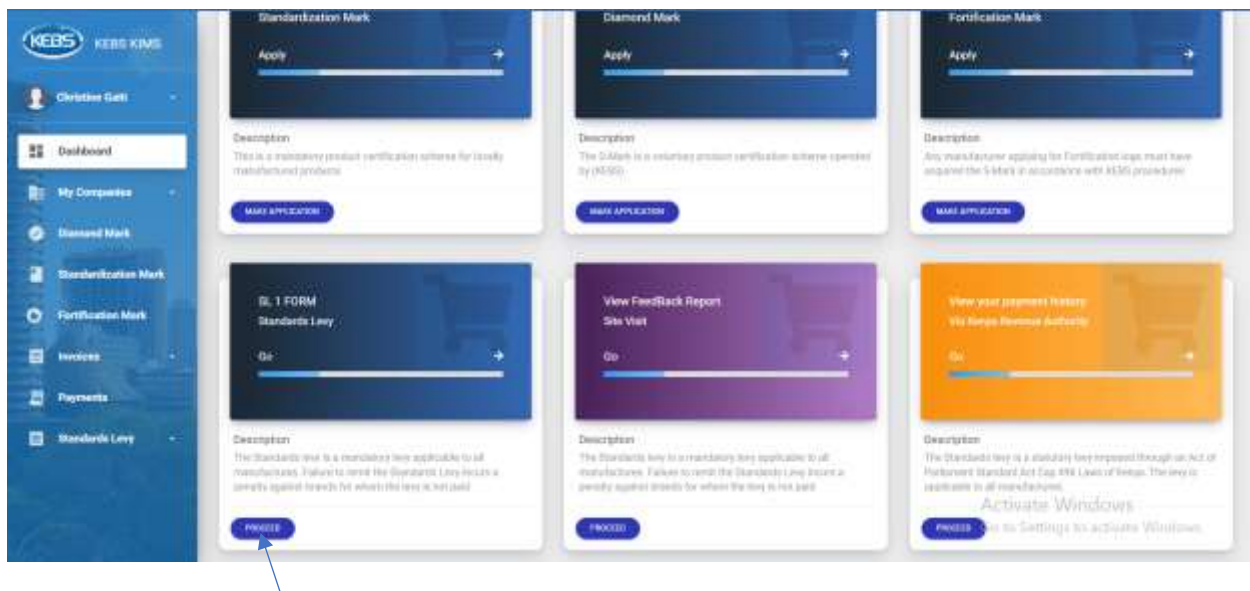 KEBS KEBS KIMS
Christine Gatti
Dashboard
My Companies
Diamond Mark
Standardization Mark
Fortification Mark
Invoices
Payments
Standards Levy
Standardization Mark
Apply
Description
This is a mandatory product certification scheme for locally
manufactured products
MAKE APPLICATION
Diamond Mark
Apply
Description
The D-Mark is a voluntary product certification scheme operated
by (KEBS)
MAKE APPLICATION
Fortification Mark
Apply
Description
Any manufacturer applying for Fortification logo must have
acquired the S-Mark in accordance with KEBS procedures
MAKE APPLICATION
SL 1 FORM
Standards Levy
Go
Description
The Standards levy is a mandatory levy applicable to all
manufactures. Failure to remit the Standards Levy incurs a
penalty against brands for whom the levy is not paid
PROCEED
View FeedBack Report
Site Visit
Go
Description
The Standards levy is a mandatory levy applicable to all
manufactures. Failure to remit the Standards Levy incurs a
penalty against brands for whom the levy is not paid
PROCEED
View your payment history
Via Kenya Revenue Authority
Go
Description
The Standards levy is a statutory levy imposed through an Act of
Parliament Standard Act Cap 496 Laws of Kenya. The levy is
applicable to all manufactures.
PROCEED
Activate Windows
Go to Settings to activate Windows.